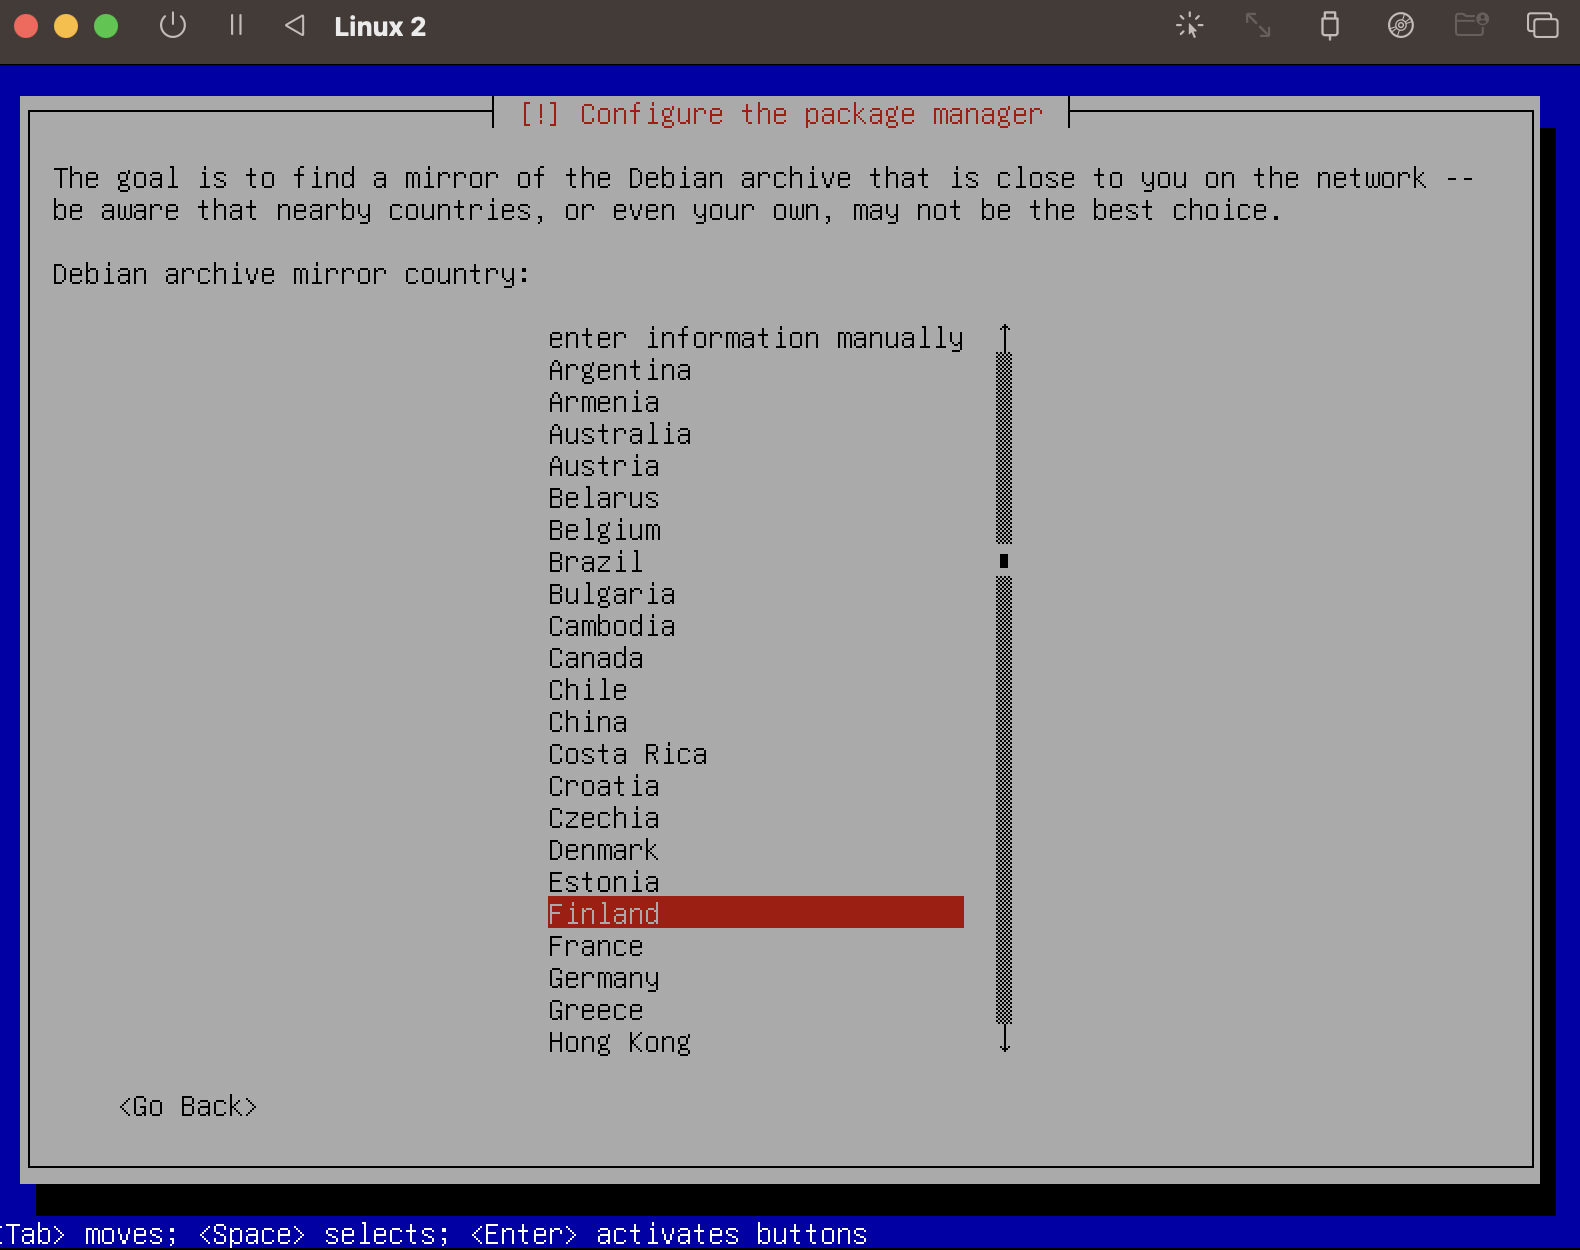 Linux 2
[!] Configure the package manager
The goal is to find a mirror of the Debian archive that is close to you on the network --
be aware that nearby countries, or even your own, may not be the best choice.
Debian archive mirror country:
enter information manually
Argentina
Armenia
Australia
Austria
Belarus
Belgium
Brazil
Bulgaria
Cambodia
Canada
Chile
China
Costa Rica
Croatia
Czechia
Denmark
Estonia
Finland
France
Germany
Greece
Hong Kong
<Go Back>
Tab> moves; <Space> selects; <Enter> activates buttons